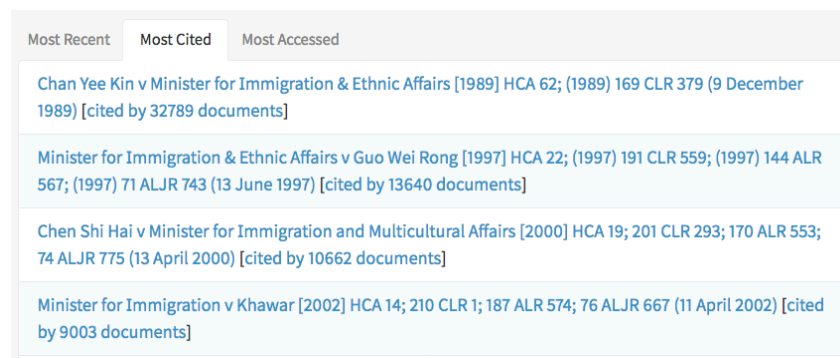 Most Recent Most Cited Most Accessed
Chan Yee Kin v Minister for Immigration & Ethnic Affairs [1989] HCA 62; (1989) 169 CLR 379 (9 December
1989) [cited by 32789 documents]
Minister for Immigration & Ethnic Affairs v Guo Wei Rong [1997] HCA 22; (1997) 191 CLR 559; (1997) 144 ALR
567; (1997) 71 ALJR 743 (13 June 1997) [cited by 13640 documents]
Chen Shi Hai v Minister for Immigration and Multicultural Affairs [2000] HCA 19; 201 CLR 293; 170 ALR 553;
74 ALJR 775 (13 April 2000) [cited by 10662 documents]
Minister for Immigration v Khawar [2002] HCA 14; 210 CLR 1; 187 ALR 574; 76 ALJR 667 (11 April 2002) [cited
by 9003 documents]